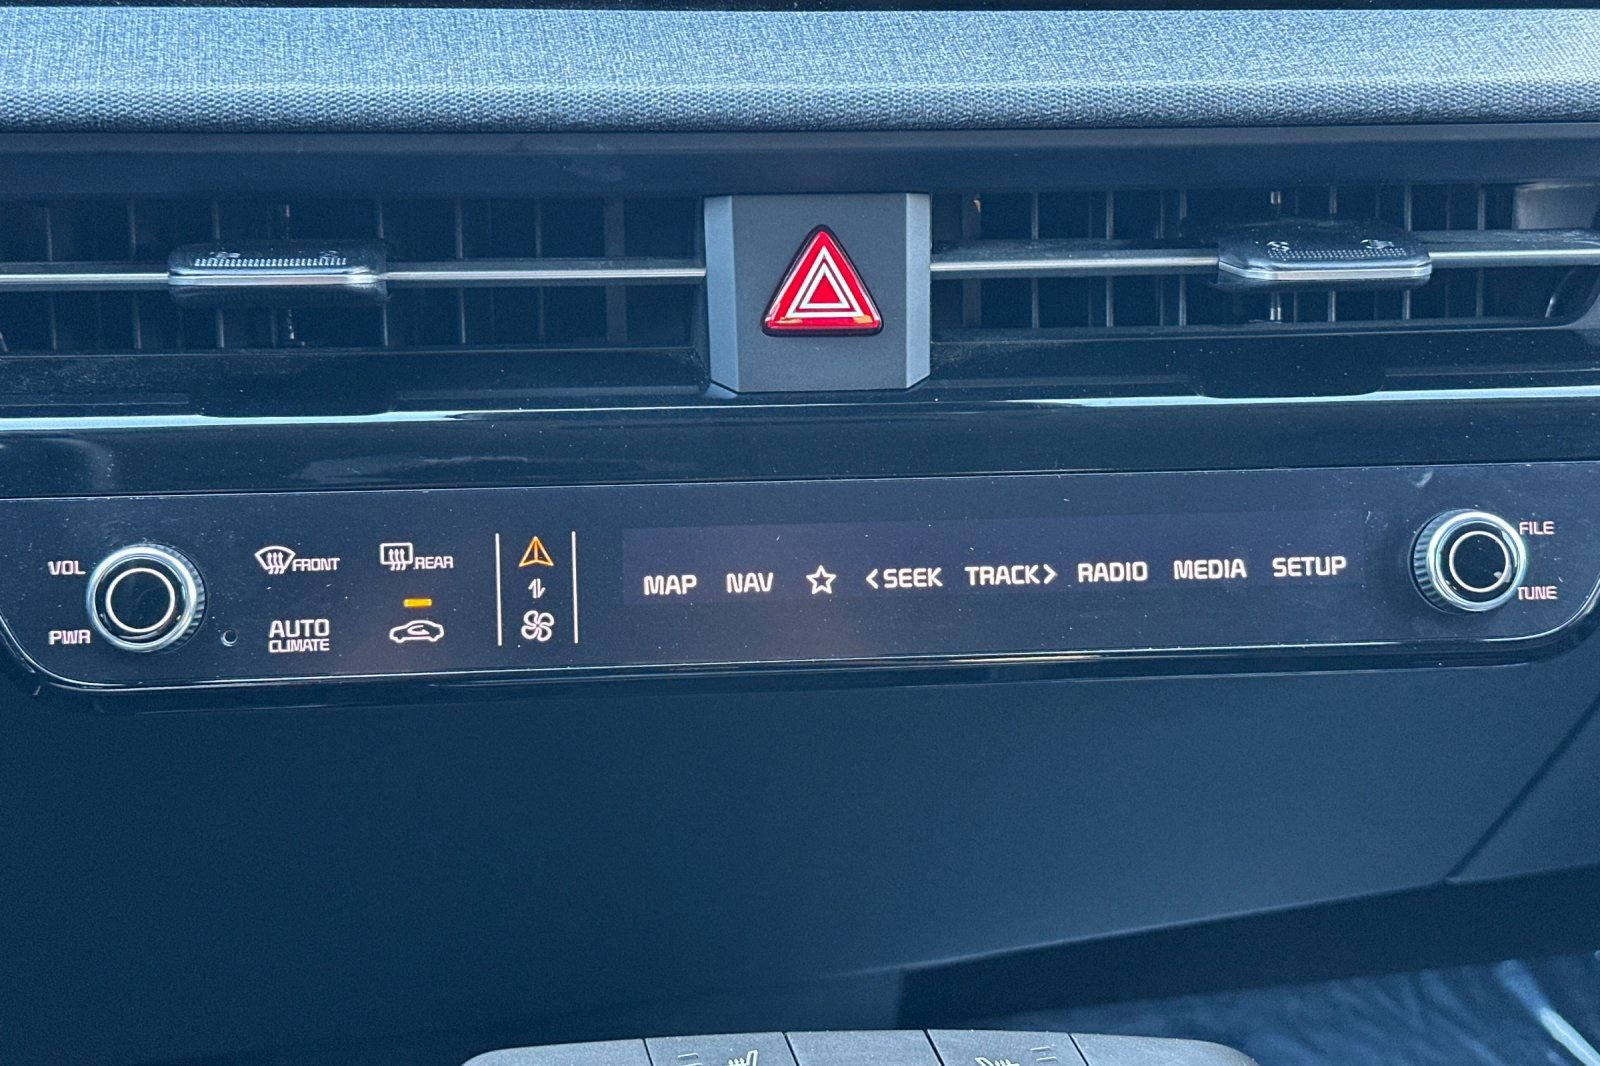 VOL
PWR
FRONT
REAR
AUTO
CLIMATE
MAP NAV <SEEK TRACK> RADIO MEDIA SETUP
FILE
TUNE